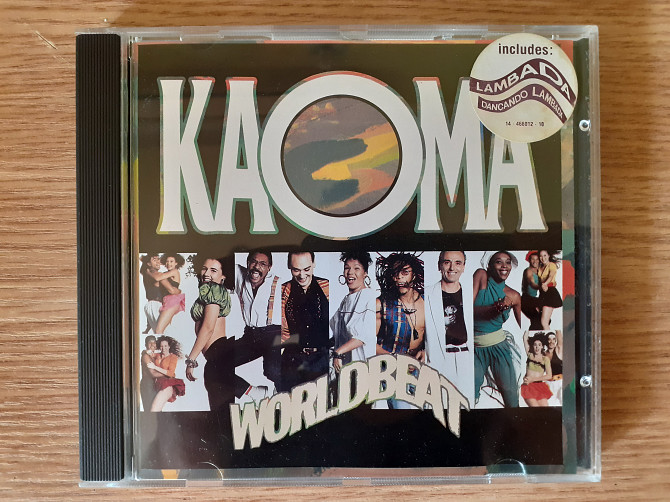 KAOMA
includes:
LAMBADA
DANCANDO LAMBADA
14 - 466012 - 10
WORLDBEAT